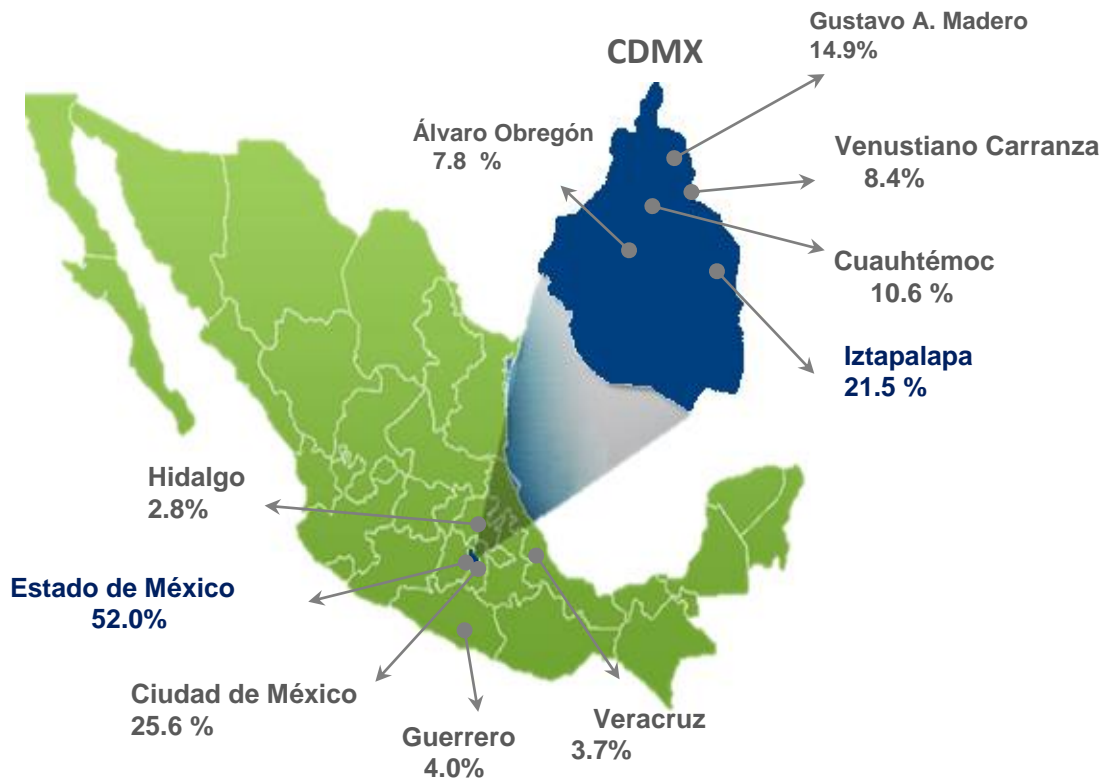 Gustavo A. Madero
14.9%
CDMX
Álvaro Obregón
7.8 %
Venustiano Carranza
8.4%
Cuauhtémoc
10.6 %
Iztapalapa
21.5 %
Hidalgo
2.8%
Estado de México
52.0%
Ciudad de México
25.6 %
Guerrero
4.0%
Veracruz
3.7%